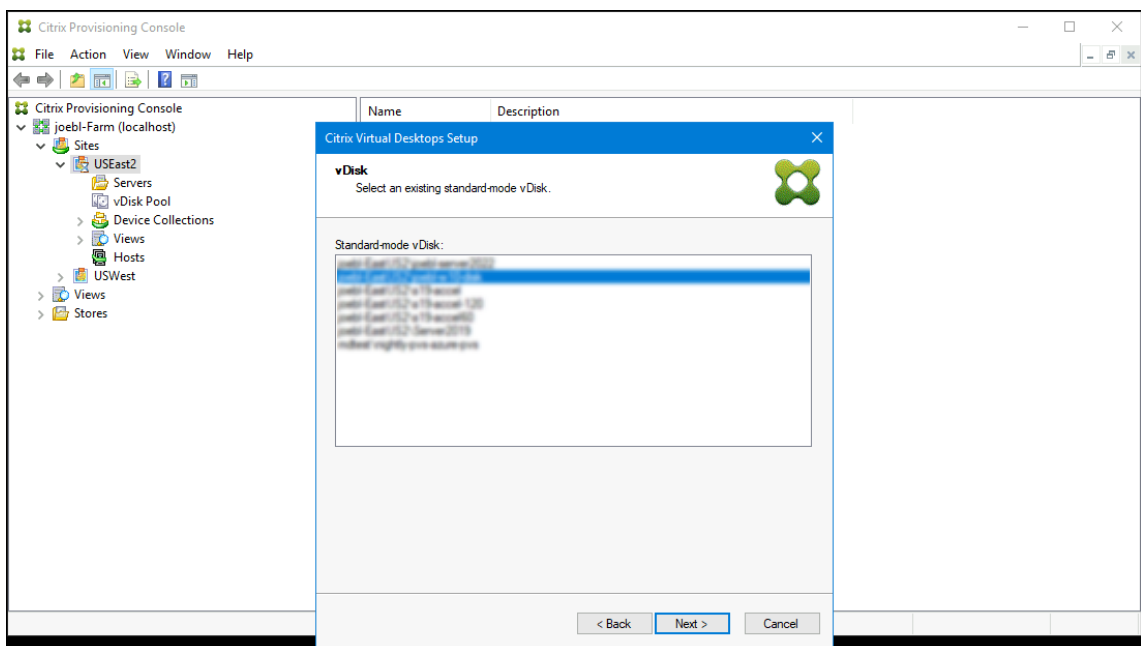 Citrix Provisioning Console
File Action View Window Help
Citrix Provisioning Console
joebl-Farm (localhost)
Sites
USEast2
Servers
vDisk Pool
Device Collections
Views
Hosts
USWest
Views
Stores
Name Description
Citrix Virtual Desktops Setup
vDisk
Select an existing standard-mode vDisk.
Standard-mode vDisk:
< Back Next > Cancel